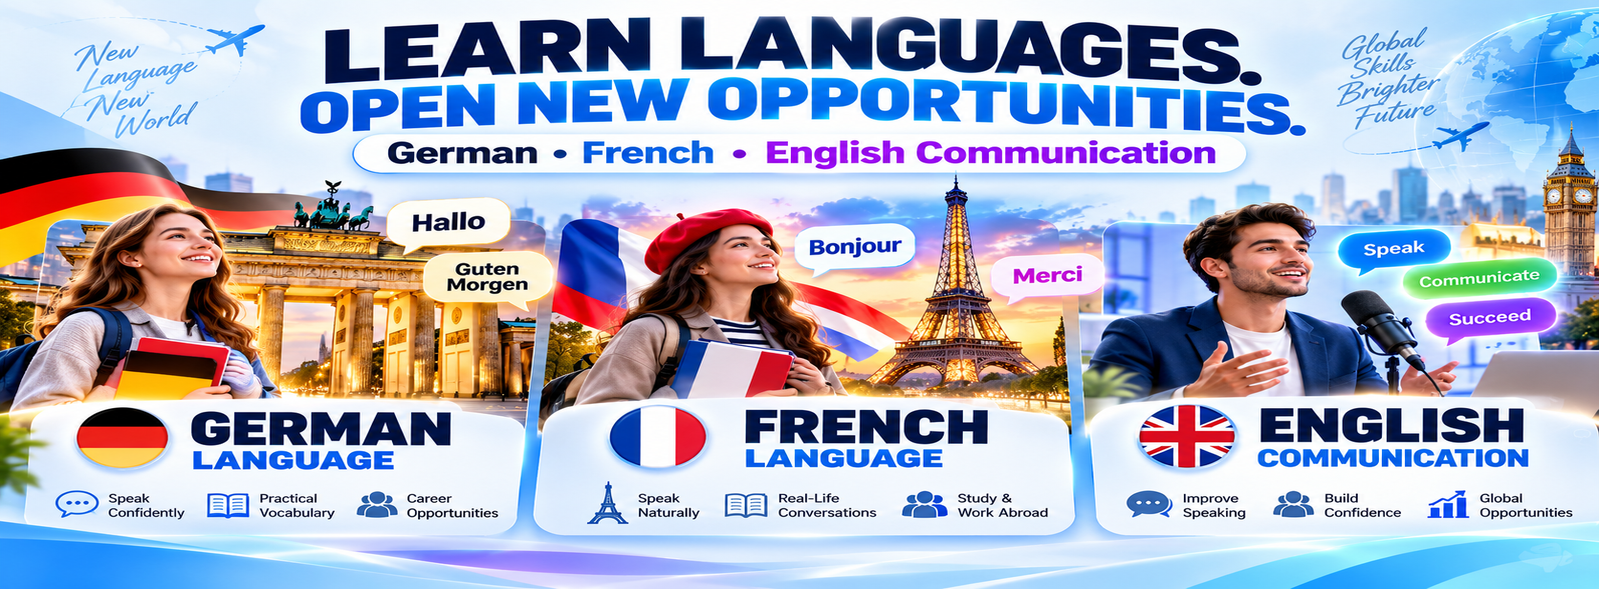 New
Language
New
World
LEARN LANGUAGES.
OPEN NEW OPPORTUNITIES.
German • French • English Communication
Global
Skills
Brighter
Future
Hallo
Guten
Morgen
Bonjour
Merci
Speak
Communicate
Succeed
GERMAN
LANGUAGE
Speak
Confidently
Practical
Vocabulary
Career
Opportunities
FRENCH
LANGUAGE
Speak
Naturally
Real-Life
Conversations
Study &
Work Abroad
ENGLISH
COMMUNICATION
Improve
Speaking
Build
Confidence
Global
Opportunities